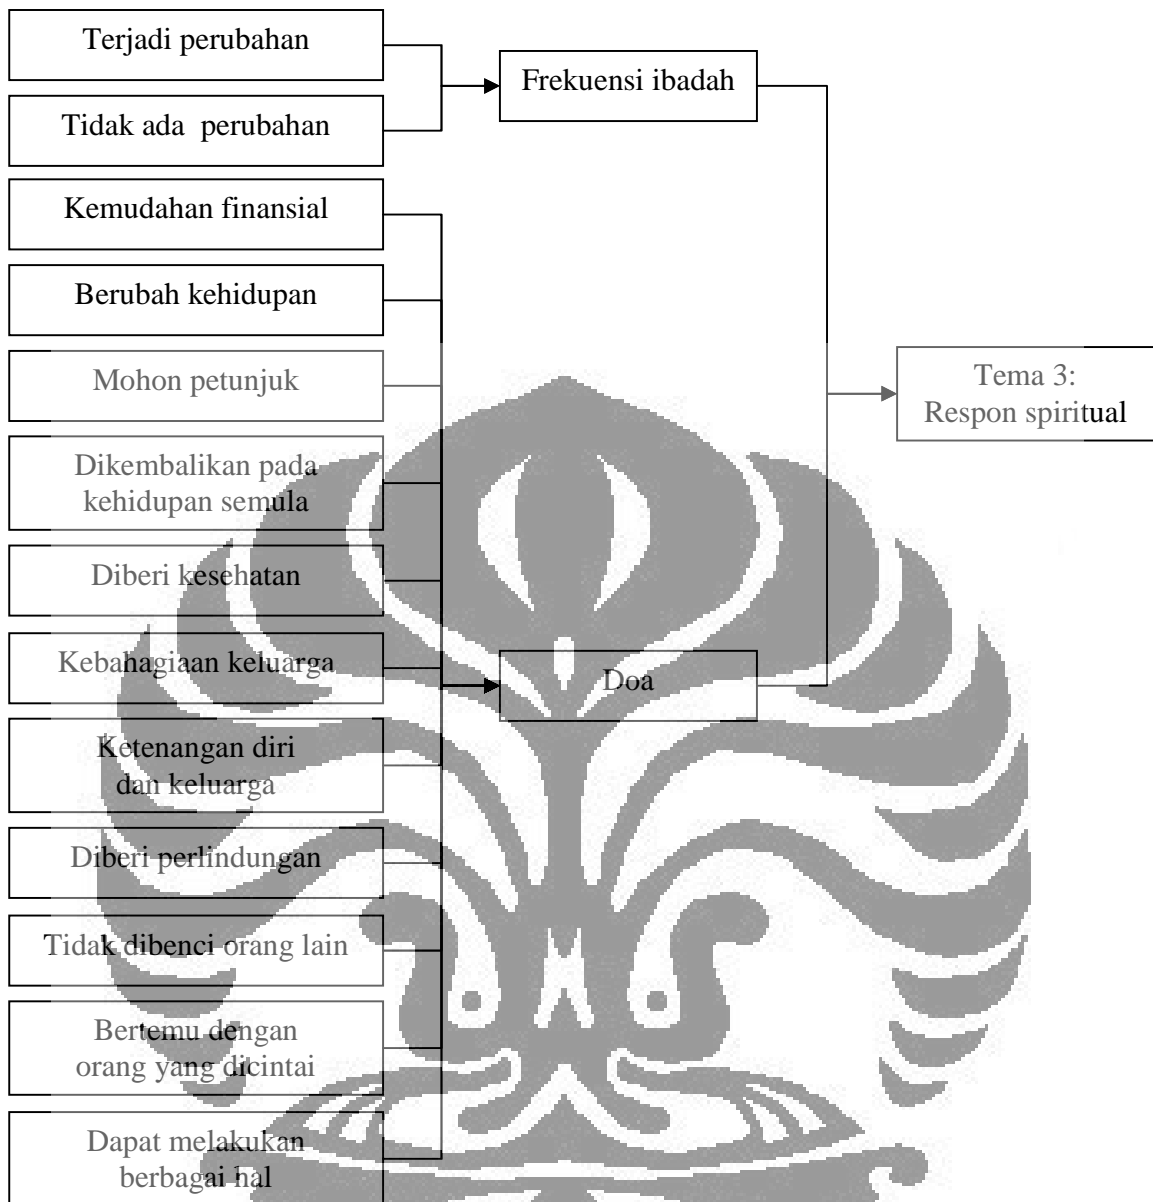 Terjadi perubahan
Tidak ada perubahan
Kemudahan finansial
Berubah kehidupan
Mohon petunjuk
Dikembalikan pada
kehidupan semula
Diberi kesehatan
Kebahagiaan keluarga
Ketenangan diri
dan keluarga
Diberi perlindungan
Tidak dibenci orang lain
Bertemu dengan
orang yang dicintai
Dapat melakukan
berbagai hal
Frekuensi ibadah
Doa
Tema 3:
Respon spiritual